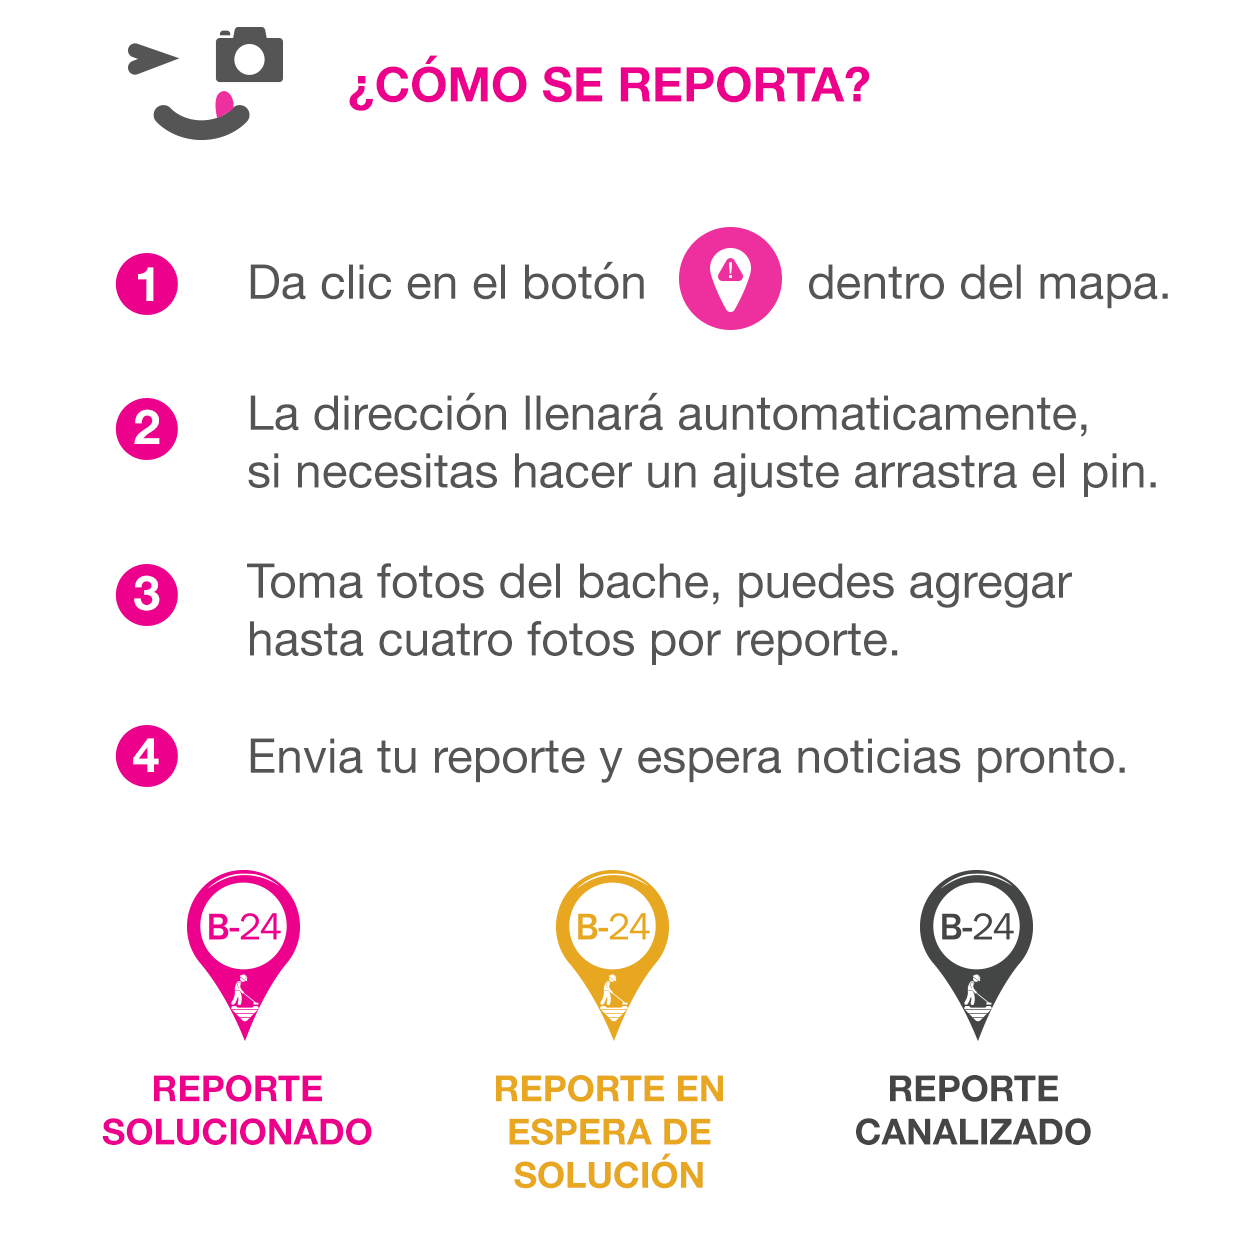 ¿CÓMO SE REPORTA?
1 Da clic en el botón dentro del mapa.
2 La dirección llenará auntomaticamente,
si necesitas hacer un ajuste arrastra el pin.
3 Toma fotos del bache, puedes agregar
hasta cuatro fotos por reporte.
4 Envia tu reporte y espera noticias pronto.
B-24
REPORTE
SOLUCIONADO
B-24
REPORTE EN
ESPERA DE
SOLUCIÓN
B-24
REPORTE
CANALIZADO